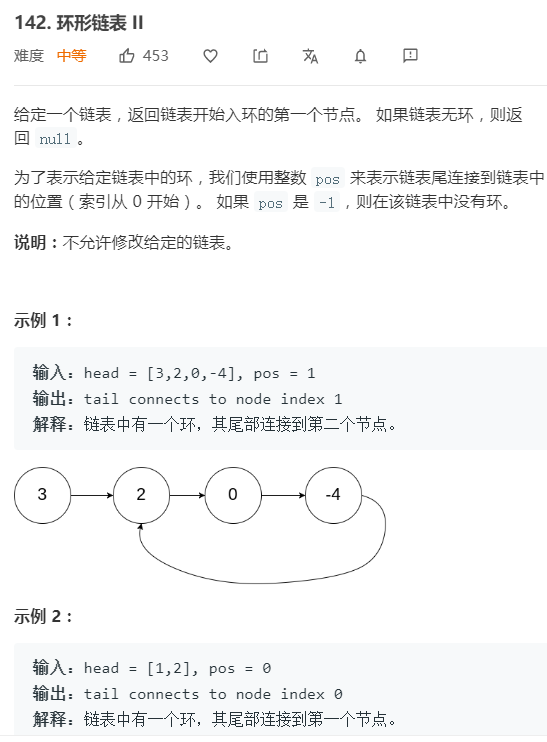 142. 环形链表 II
难度 中等 453
给定一个链表，返回链表开始入环的第一个节点。 如果链表无环，则返
回 null 。
为了表示给定链表中的环，我们使用整数 pos 来表示链表尾连接到链表中
的位置（索引从 0 开始）。 如果 pos 是 -1 ，则在该链表中没有环。
说明：不允许修改给定的链表。
示例 1：
输入：head = [3,2,0,-4], pos = 1
输出：tail connects to node index 1
解释：链表中有一个环，其尾部连接到第二个节点。
3 2 0 -4
示例 2：
输入：head = [1,2], pos = 0
输出：tail connects to node index 0
解释：链表中有一个环，其尾部连接到第一个节点。